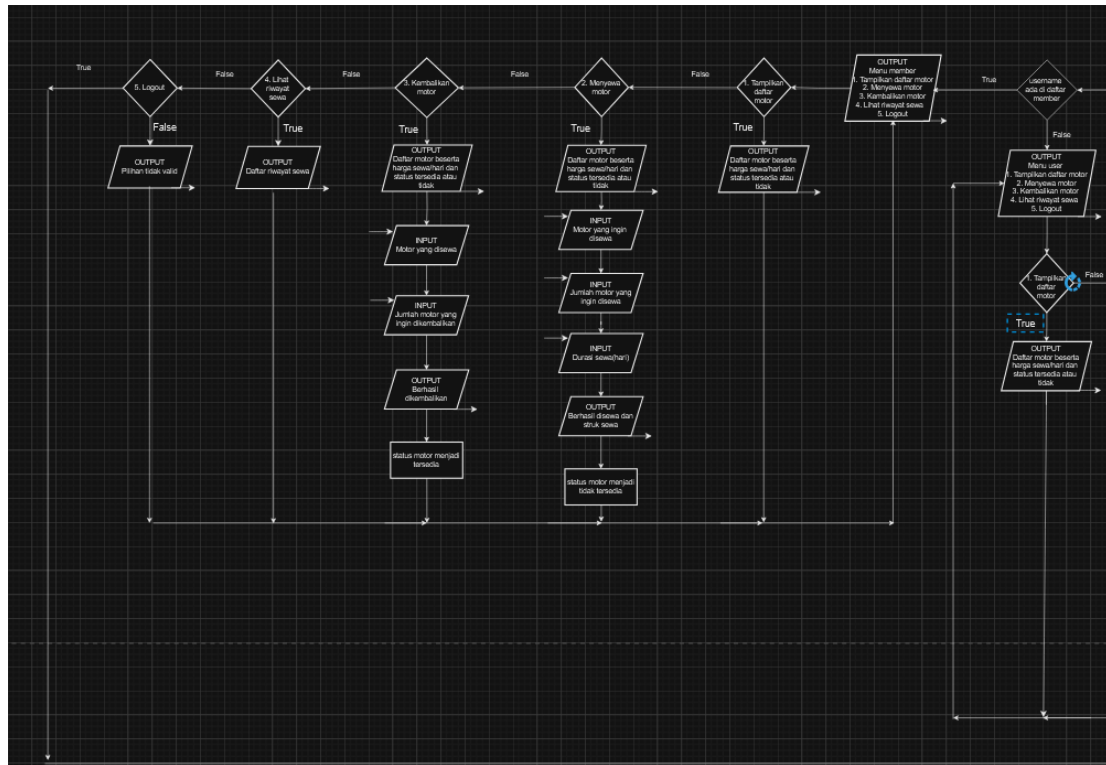 True
5. Logout
False
OUTPUT
Pilihan tidak valid
False
4. Lihat
riwayat
sewa
True
OUTPUT
Daftar riwayat sewa
False
3. Kembalikan
motor
True
OUTPUT
Daftar motor beserta
harga sewa/hari dan
status tersedia atau
tidak
INPUT
Motor yang disewa
INPUT
Jumlah motor yang
ingin dikembalikan
OUTPUT
Berhasil
dikembalikan
status motor menjadi
tersedia
False
2. Menyewa
motor
True
OUTPUT
Daftar motor beserta
harga sewa/hari dan
status tersedia atau
tidak
INPUT
Motor yang ingin
disewa
INPUT
Jumlah motor yang
ingin disewa
INPUT
Durasi sewa(hari)
OUTPUT
Berhasil disewa dan
struk sewa
status motor menjadi
tidak tersedia
False
1. Tampilkan
daftar
motor
True
OUTPUT
Daftar motor beserta
harga sewa/hari dan
status tersedia atau
tidak
OUTPUT
Menu member
1. Tampilkan daftar motor
2. Menyewa motor
3. Kembalikan motor
4. Lihat riwayat sewa
5. Logout
True
username
ada di daftar
member
False
OUTPUT
Menu user
1. Tampilkan daftar motor
2. Menyewa motor
3. Kembalikan motor
4. Lihat riwayat sewa
5. Logout
1. Tampilkan
daftar
motor
False
True
OUTPUT
Daftar motor beserta
harga sewa/hari dan
status tersedia atau
tidak